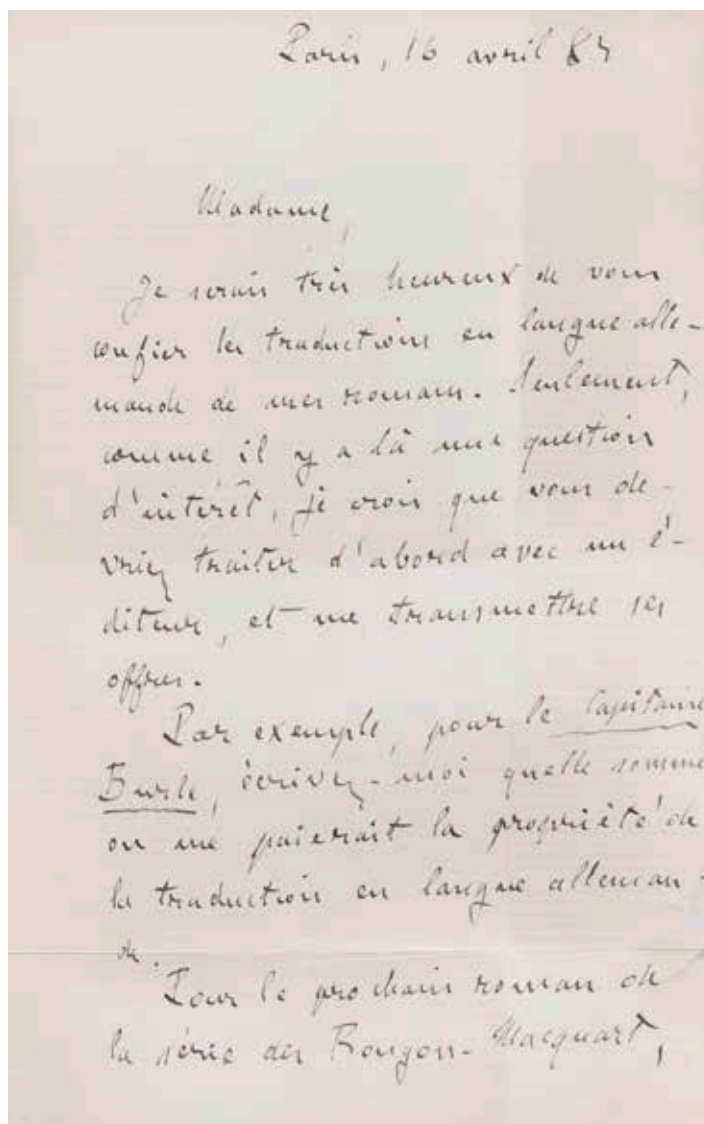 Paris, 16 avril 83
Madame,
Je serais très heureux de vous
confier les traductions en langue alle-
mande de mes romans. Seulement,
comme il y a là une question
d'intérêt, je crois que vous de-
vriez traiter d'abord avec un é-
diteur, et me transmettre ses
offres.
Par exemple, pour le Capitaine
Burle, écrivez-moi quelle somme
on me paierait la propriété de
la traduction en langue alleman-
de.
Pour le prochain roman de
la série des Rougon-Macquart,